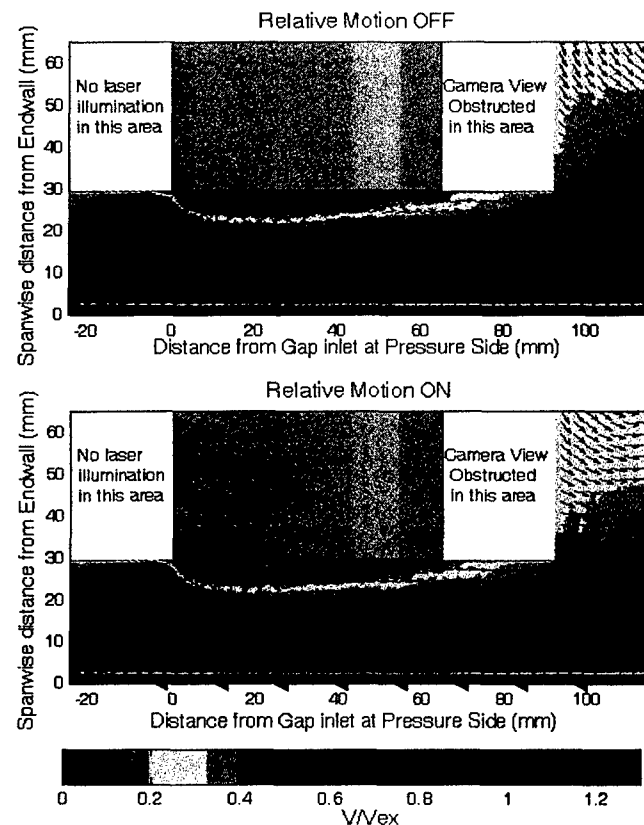 Relative Motion OFF
Spanwise distance from Endwall (mm)
60
50
40
30
20
10
0
No laser
illumination
in this area
Camera View
Obstructed
in this area
-20 0 20 40 60 80 100
Distance from Gap inlet at Pressure Side (mm)
Relative Motion ON
Spanwise distance from Endwall (mm)
60
50
40
30
20
10
0
No laser
illumination
in this area
Camera View
Obstructed
in this area
-20 0 20 40 60 80 100
Distance from Gap inlet at Pressure Side (mm)
0 0.2 0.4 0.6 0.8 1 1.2
V/Vex